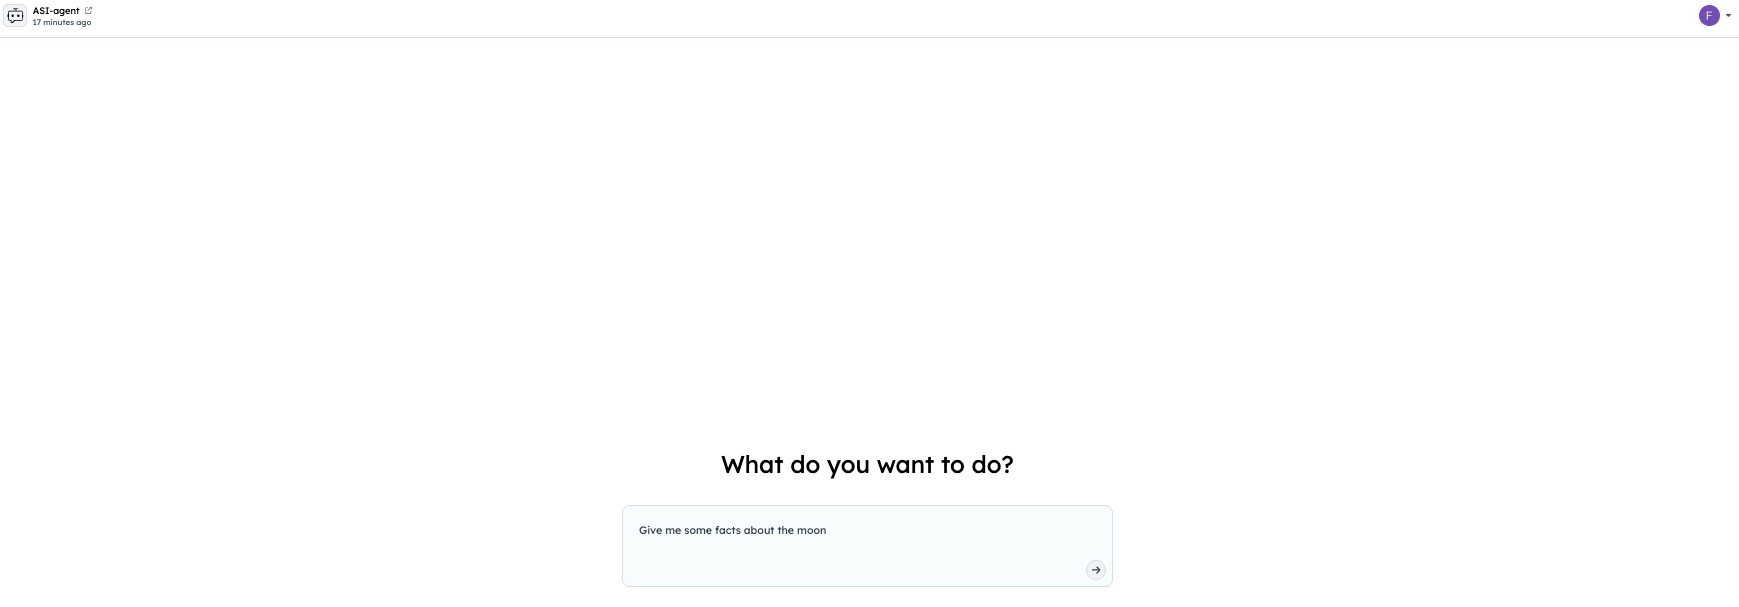 ASI-agent
17 minutes ago
F
What do you want to do?
Give me some facts about the moon